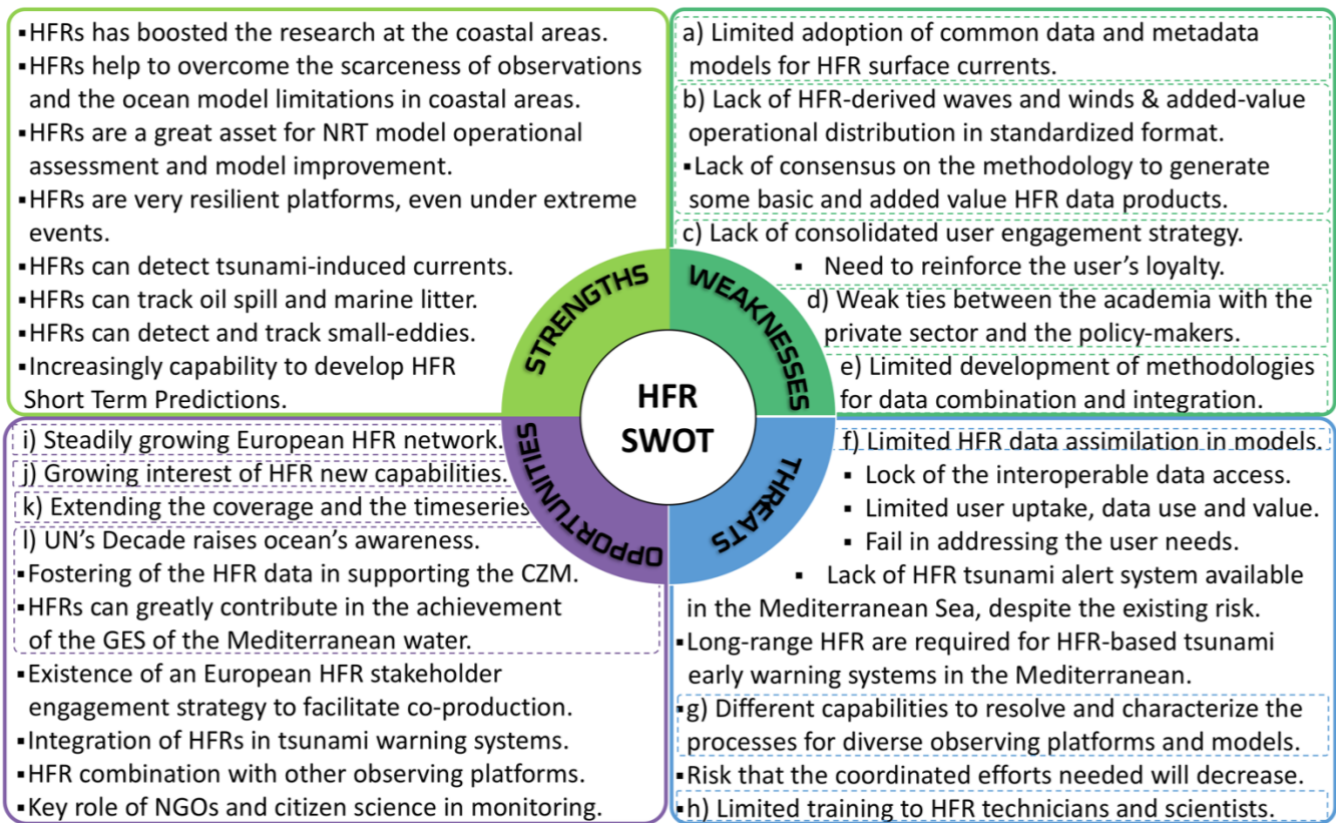 ▪HFRs has boosted the research at the coastal areas.
▪HFRs help to overcome the scarceness of observations
and the ocean model limitations in coastal areas.
▪HFRs are a great asset for NRT model operational
assessment and model improvement.
▪HFRs are very resilient platforms, even under extreme
events.
▪HFRs can detect tsunami-induced currents.
▪HFRs can track oil spill and marine litter.
▪HFRs can detect and track small-eddies.
▪Increasingly capability to develop HFR
Short Term Predictions.
STRENGTHS
a) Limited adoption of common data and metadata
models for HFR surface currents.
b) Lack of HFR-derived waves and winds & added-value
operational distribution in standardized format.
▪Lack of consensus on the methodology to generate
some basic and added value HFR data products.
c) Lack of consolidated user engagement strategy.
▪ Need to reinforce the user's loyalty.
d) Weak ties between the academia with the
private sector and the policy-makers.
e) Limited development of methodologies
for data combination and integration.
WEAKNESSES
HFR
SWOT
i) Steadily growing European HFR network.
j) Growing interest of HFR new capabilities.
k) Extending the coverage and the timeseries
l) UN's Decade raises ocean's awareness.
▪Fostering of the HFR data in supporting the CZM.
▪HFRs can greatly contribute in the achievement
of the GES of the Mediterranean water.
▪Existence of an European HFR stakeholder
engagement strategy to facilitate co-production.
▪Integration of HFRs in tsunami warning systems.
▪HFR combination with other observing platforms.
▪Key role of NGOs and citizen science in monitoring.
OPPORTUNITIES
f) Limited HFR data assimilation in models.
▪ Lock of the interoperable data access.
▪ Limited user uptake, data use and value.
▪ Fail in addressing the user needs.
▪ Lack of HFR tsunami alert system available
in the Mediterranean Sea, despite the existing risk.
▪Long-range HFR are required for HFR-based tsunami
early warning systems in the Mediterranean.
▪g) Different capabilities to resolve and characterize the
processes for diverse observing platforms and models.
▪Risk that the coordinated efforts needed will decrease.
▪h) Limited training to HFR technicians and scientists.
THREATS